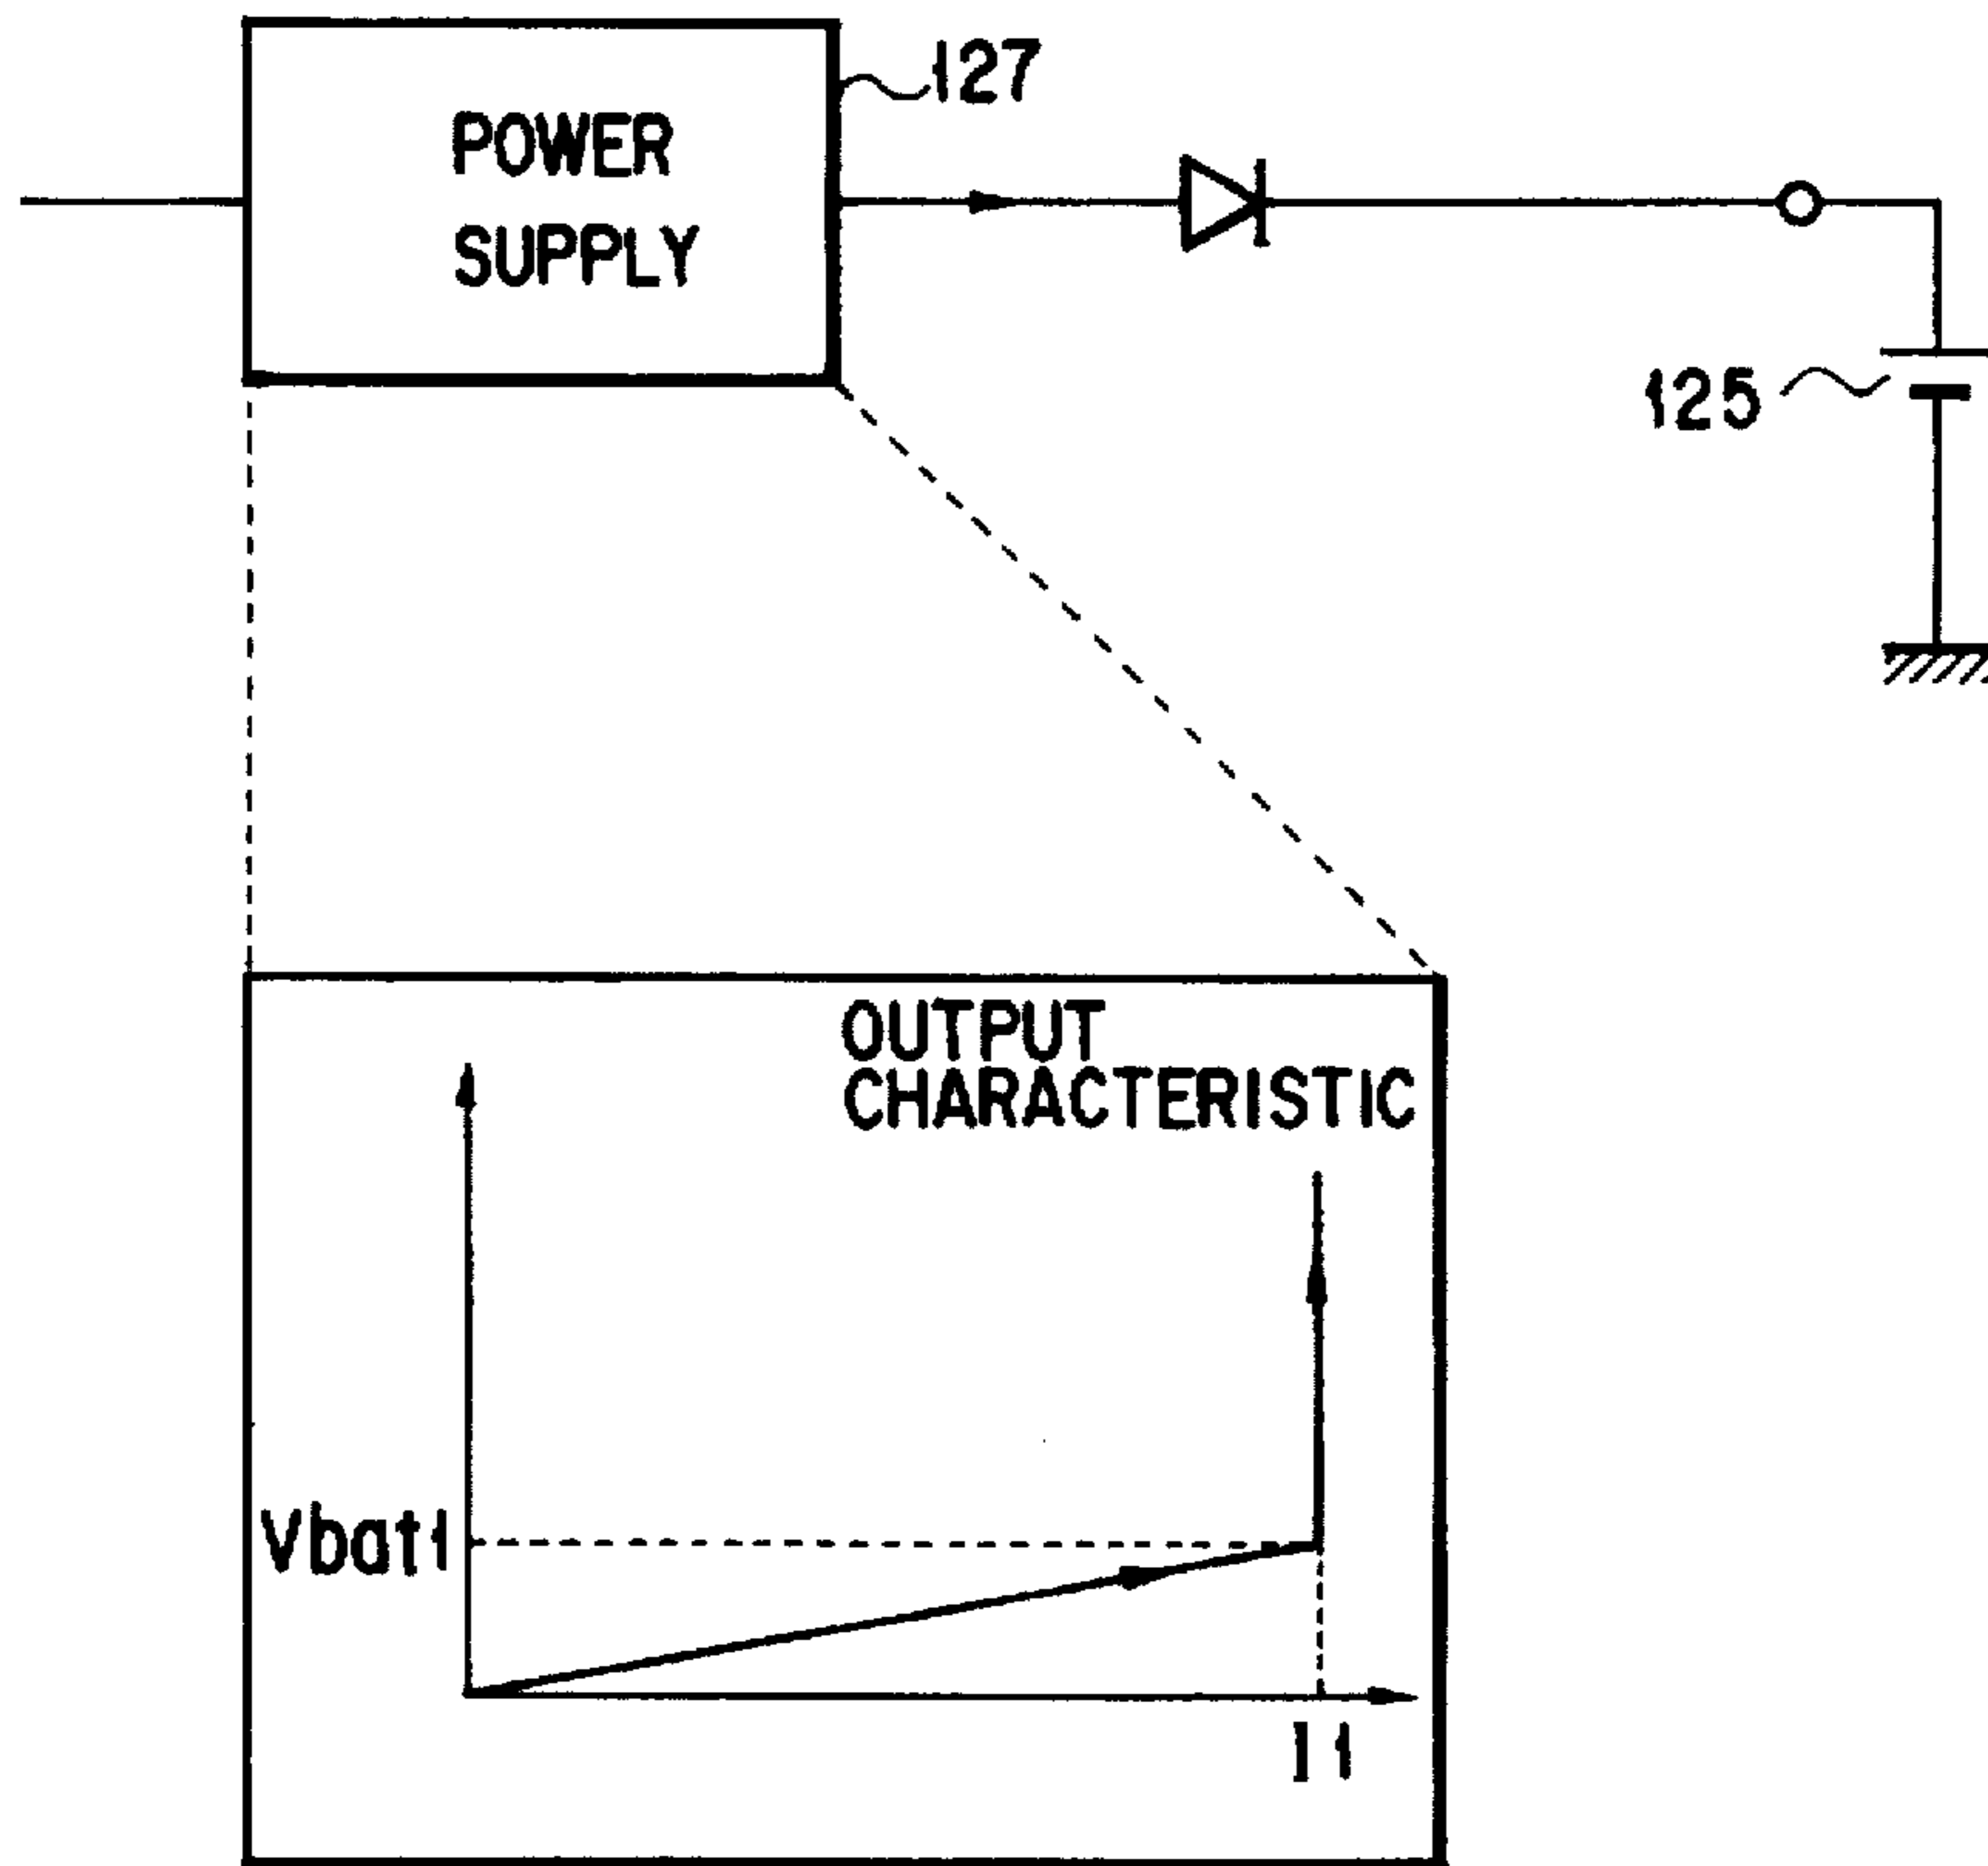 POWER
SUPPLY
127
125
OUTPUT
CHARACTERISTIC
Vbat1
I1